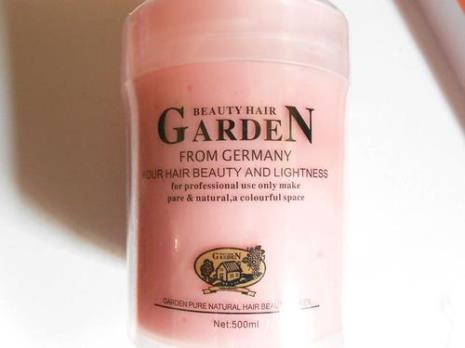 BEAUTY HAIR
GARDEN
FROM GERMANY
YOUR HAIR BEAUTY AND LIGHTNESS
for professional use only make
pare & natural,a colourful space
GARDEN
GARDEN PURE NATURAL HAIR
Net:500ml